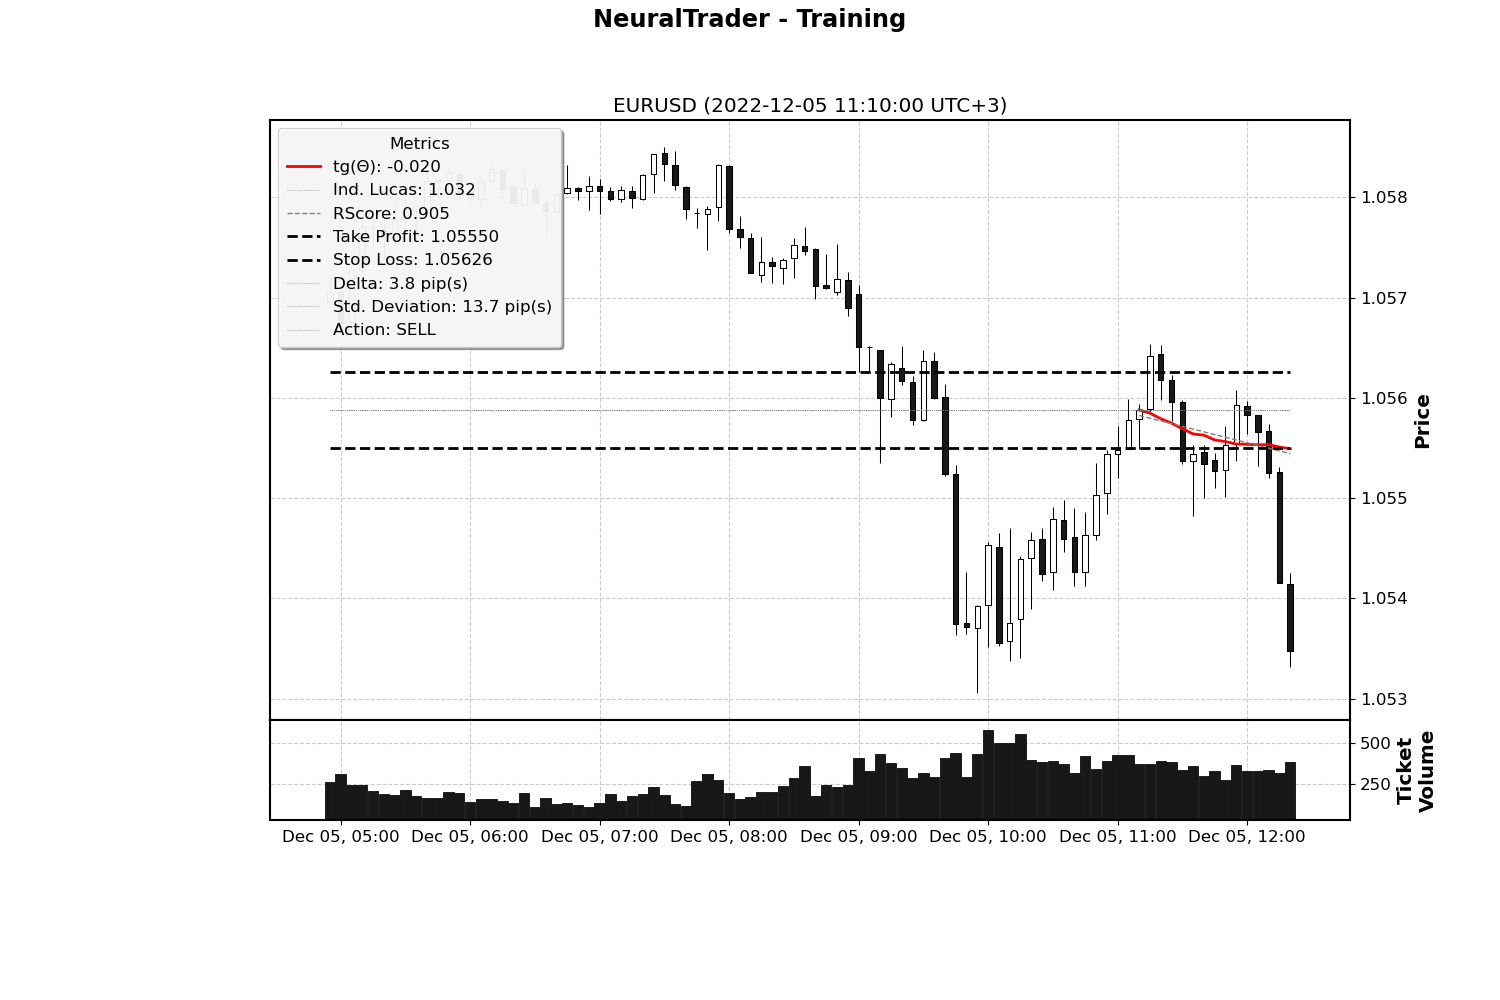 NeuralTrader - Training
EURUSD (2022-12-05 11:10:00 UTC+3)
Metrics
tg(Θ): -0.020
Ind. Lucas: 1.032
RScore: 0.905
Take Profit: 1.05550
Stop Loss: 1.05626
Delta: 3.8 pip(s)
Std. Deviation: 13.7 pip(s)
Action: SELL
1.058
1.057
1.056
1.055
1.054
1.053
Price
500
250
Ticket
Volume
Dec 05, 05:00
Dec 05, 06:00
Dec 05, 07:00
Dec 05, 08:00
Dec 05, 09:00
Dec 05, 10:00
Dec 05, 11:00
Dec 05, 12:00